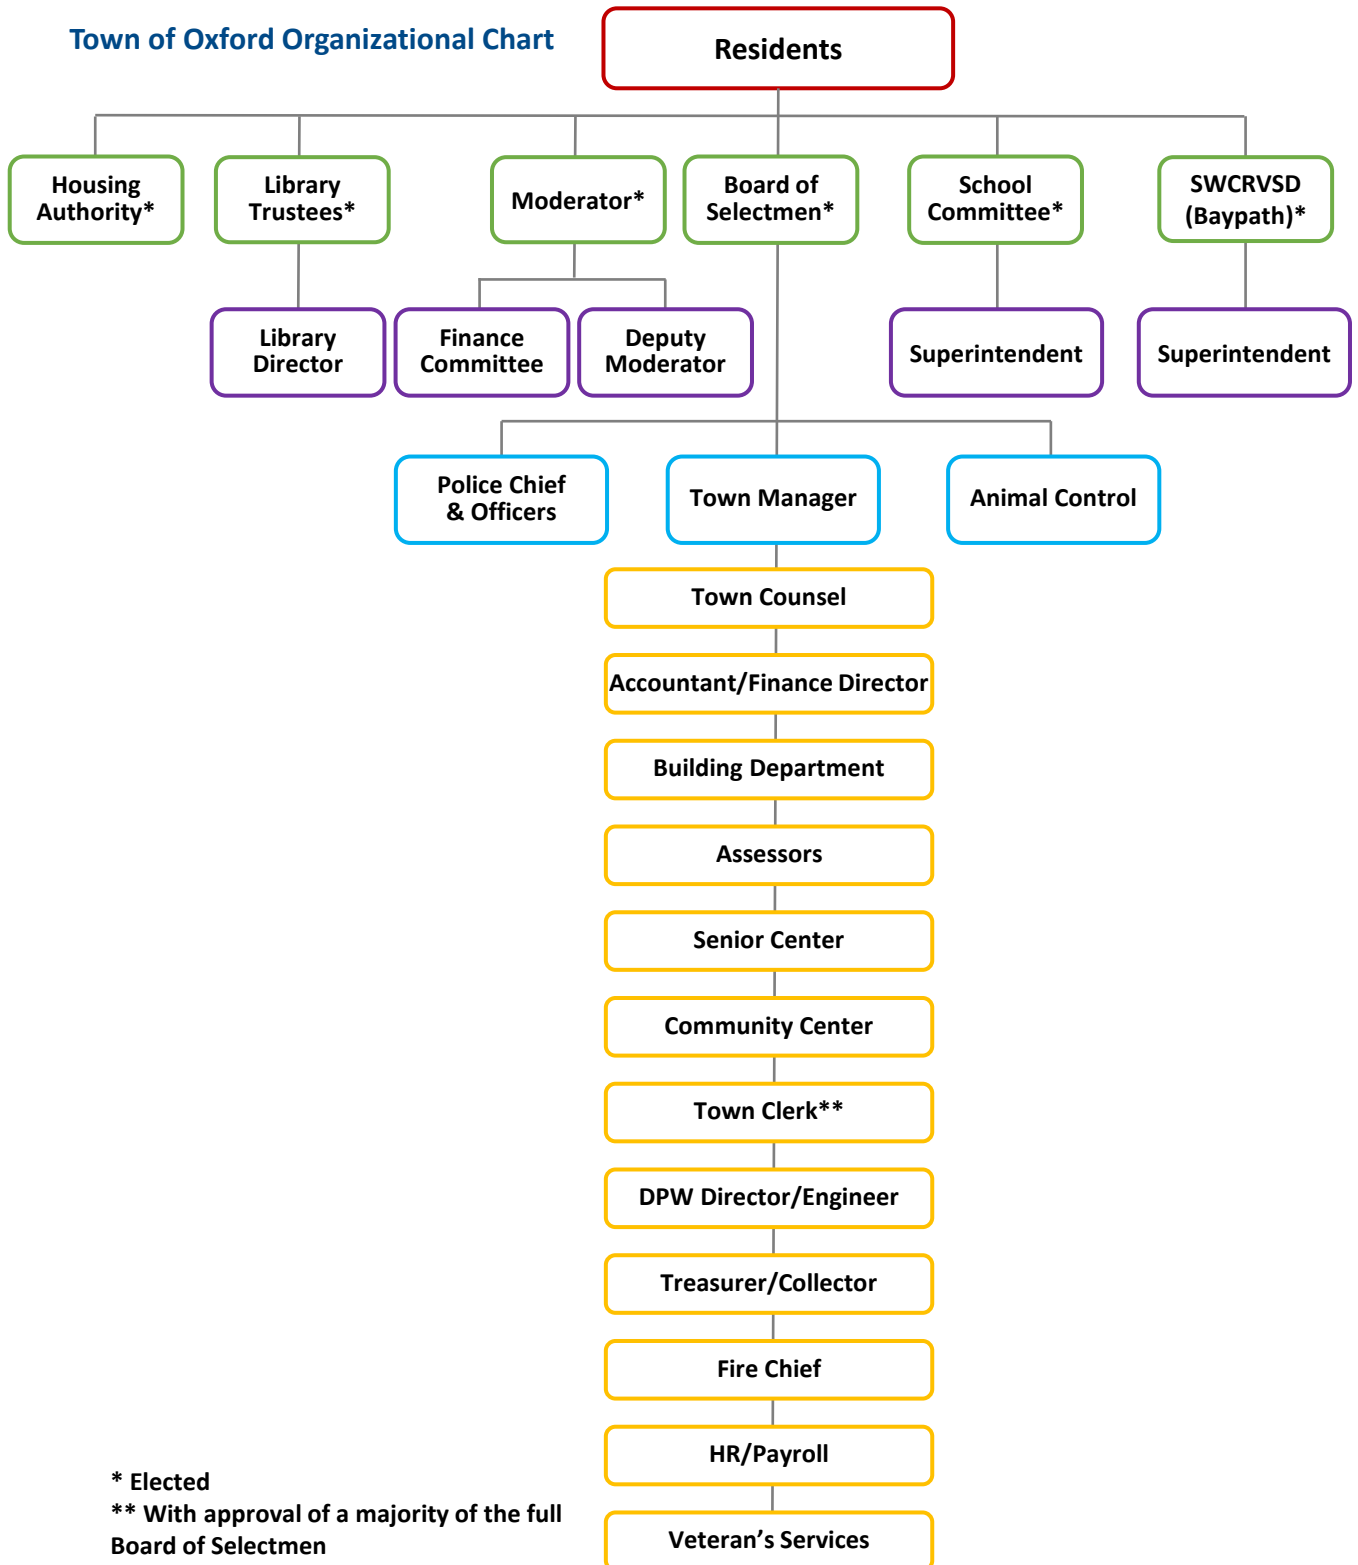 Town of Oxford Organizational Chart
Residents
Housing
Authority*
Library
Trustees*
Moderator*
Board of
Selectmen*
School
Committee*
SWCRVSD
(Baypath)*
Library
Director
Finance
Committee
Deputy
Moderator
Superintendent
Superintendent
Police Chief
& Officers
Town Manager
Animal Control
Town Counsel
Accountant/Finance Director
Building Department
Assessors
Senior Center
Community Center
Town Clerk**
DPW Director/Engineer
Treasurer/Collector
Fire Chief
HR/Payroll
Veteran’s Services
* Elected
** With approval of a majority of the full
Board of Selectmen